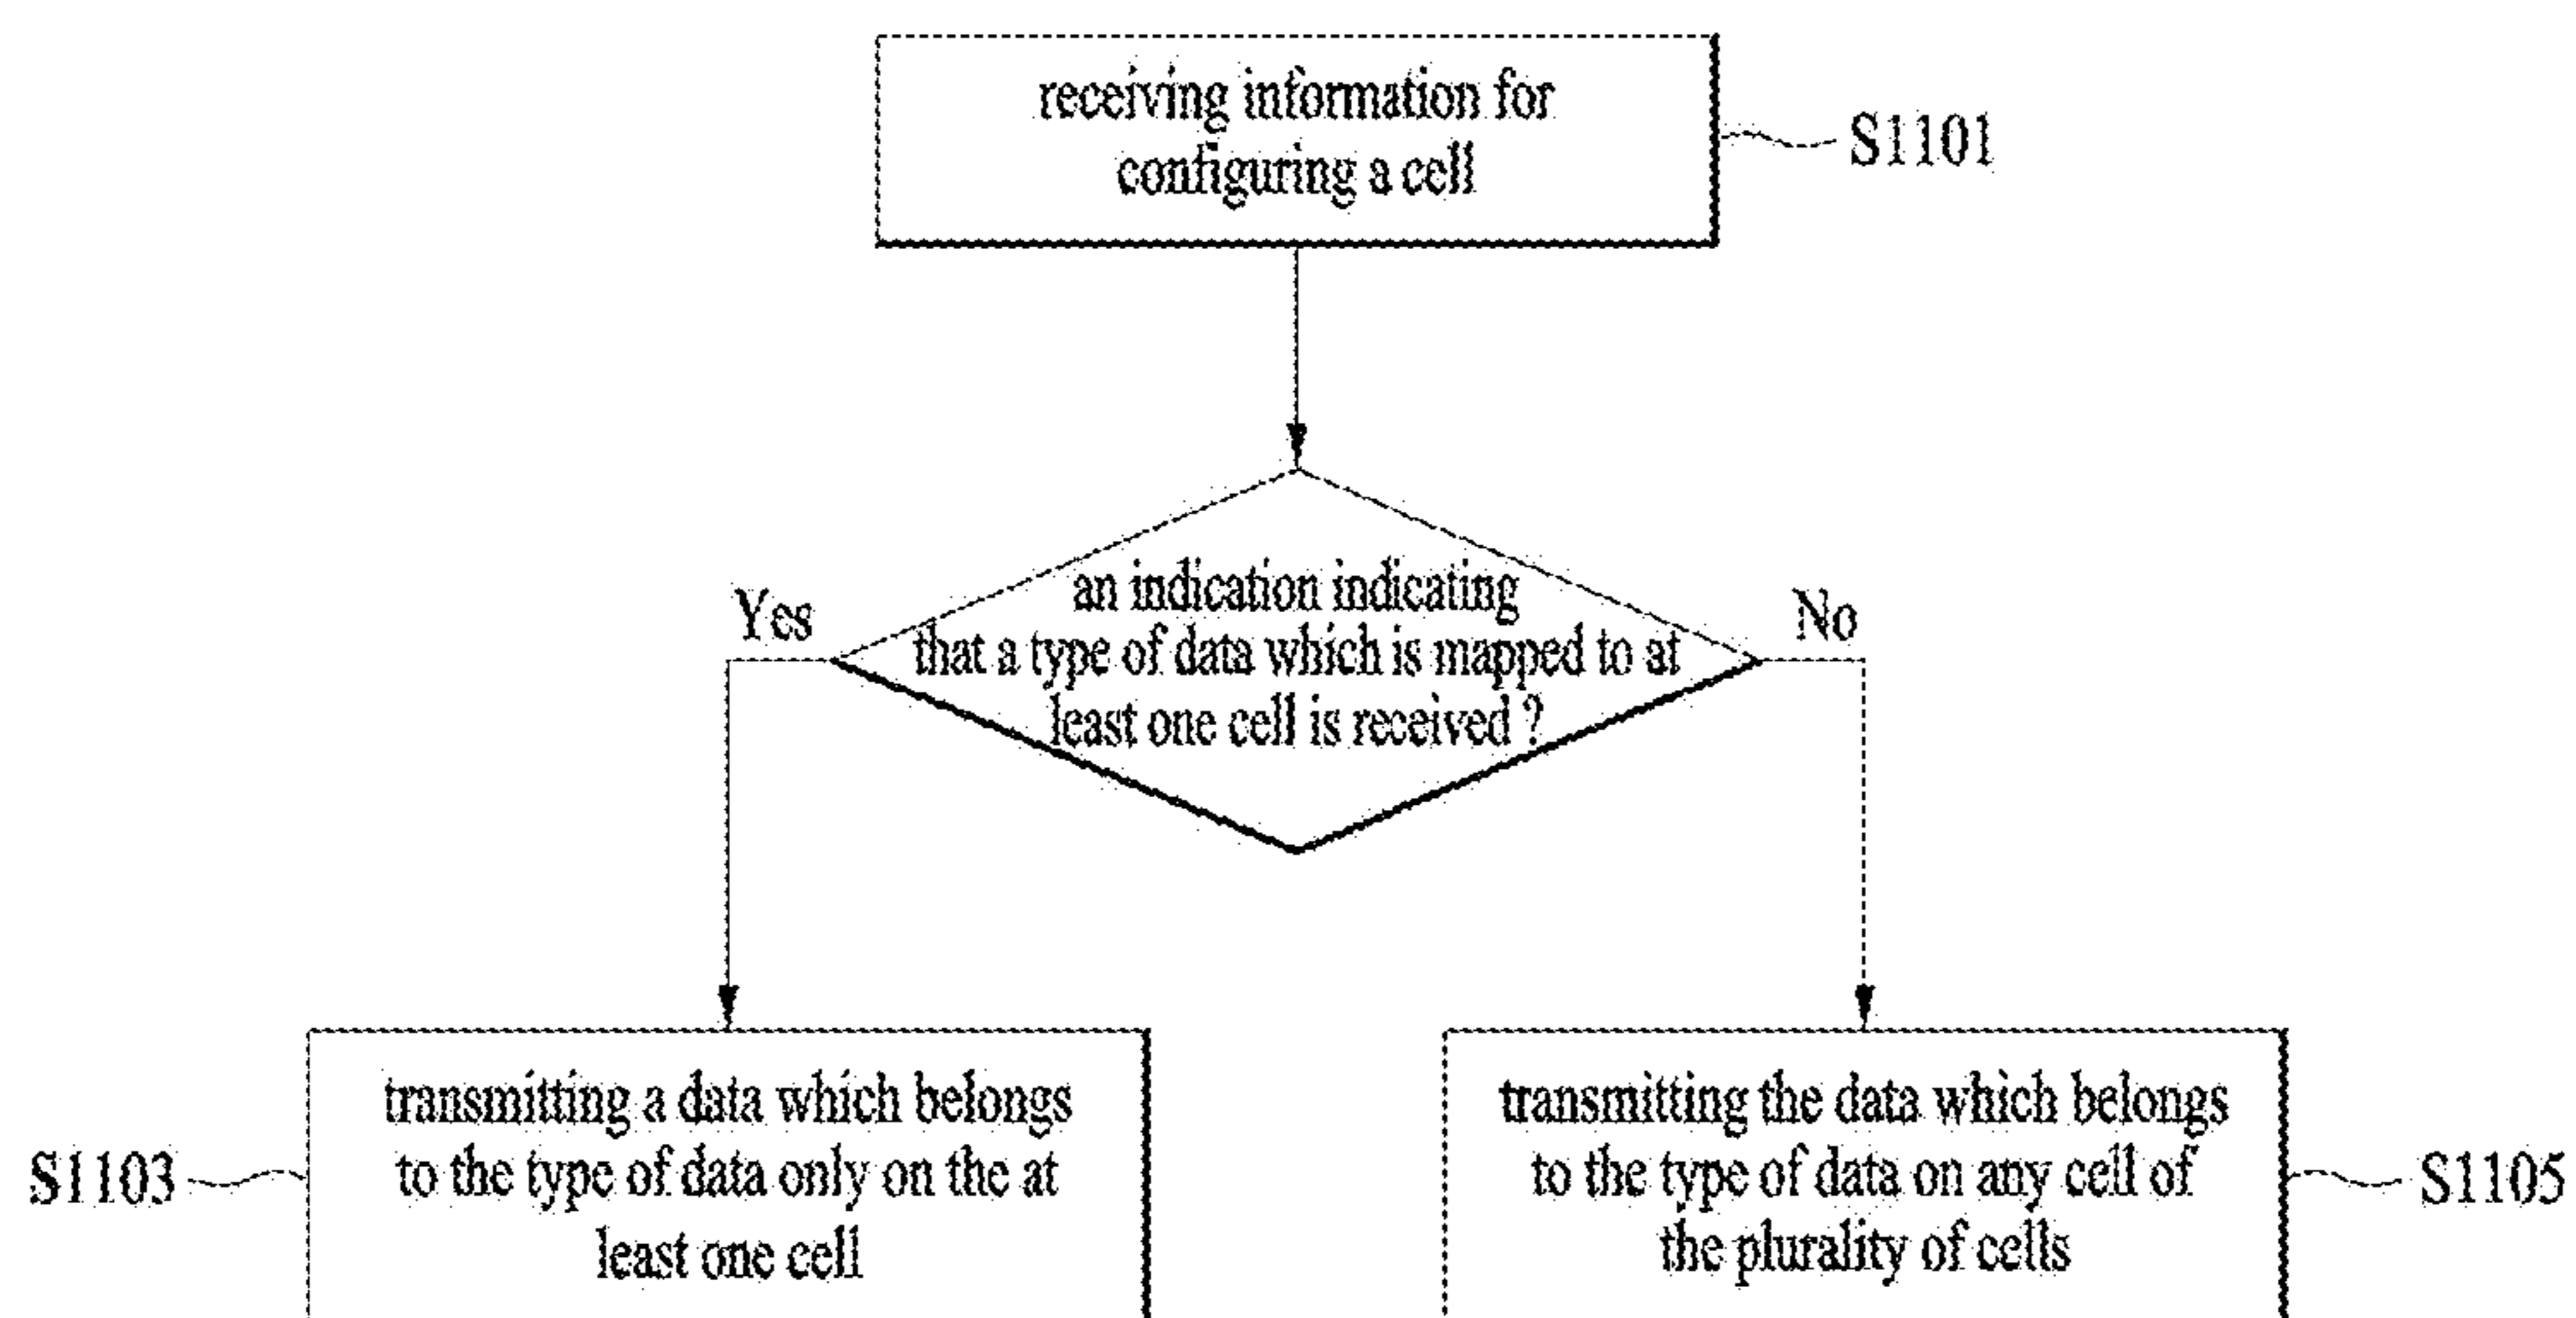 receiving information for
configuring a cell
S1101
an indication indicating
that a type of data which is mapped to at
least one cell is received ?
Yes
No
transmitting a data which belongs
to the type of data only on the at
least one cell
S1103
transmitting the data which belongs
to the type of data on any cell of
the plurality of cells
S1105